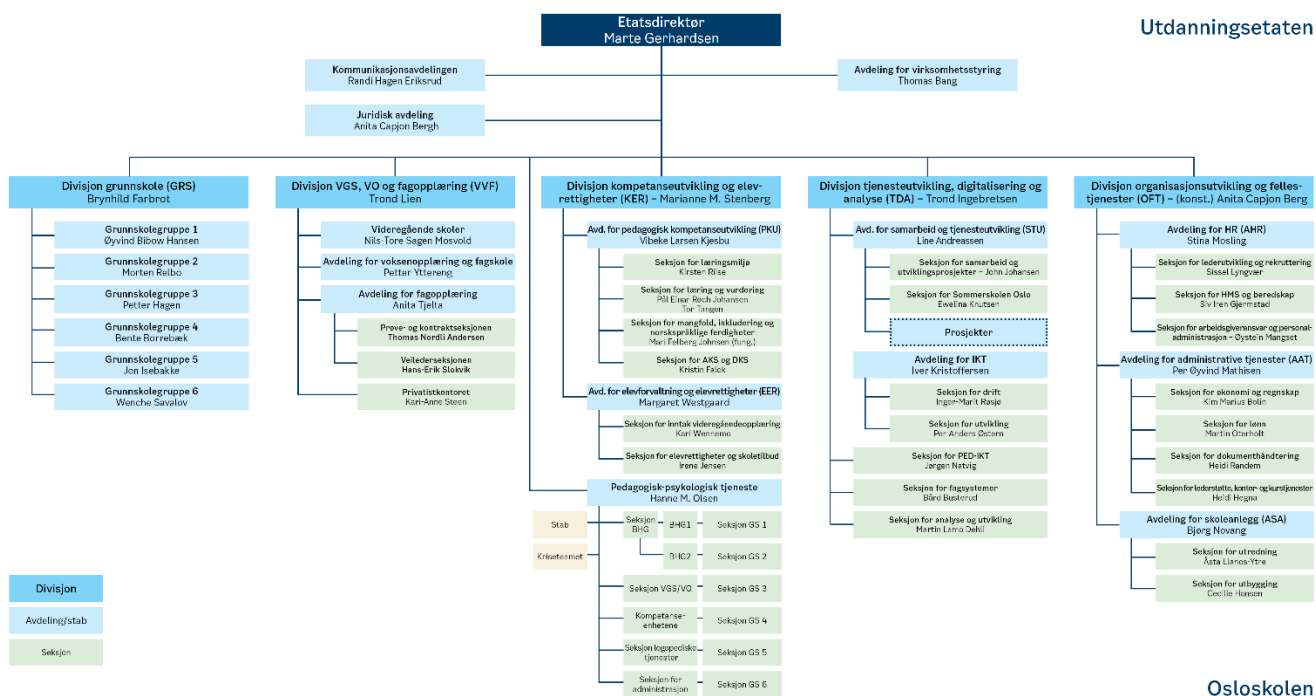 Etatsdirektør
Marte Gerhardsen
Utdanningsetaten
Kommunikasjonsavdelingen
Randi Hagen Eriksrud
Avdeling for virksomhetsstyring
Thomas Bang
Juridisk avdeling
Anita Capjon Bergh
Divisjon grunnskole (GRS)
Brynhild Farbrot
Grunnskolegruppe 1
Øyvind Bibow Hansen
Grunnskolegruppe 2
Morten Relbo
Grunnskolegruppe 3
Petter Hagen
Grunnskolegruppe 4
Bente Borrebæk
Grunnskolegruppe 5
Jon Isebakke
Grunnskolegruppe 6
Wenche Savalov
Divisjon VGS, VO og fagopplæring (VVF)
Trond Lien
Videregående skoler
Nils-Tore Sagen Mosvold
Avdeling for voksenopplæring og fagskole
Petter Yttereng
Avdeling for fagopplæring
Anita Tjelta
Prøve- og kontraktseksjonen
Thomas Nordli Andersen
Veilederseksjonen
Hans-Erik Slokvik
Privatistkontoret
Kari-Anne Steen
Divisjon kompetanseutvikling og elev-
rettigheter (KER) – Marianne M. Stenberg
Avd. for pedagogisk kompetanseutvikling (PKU)
Vibeke Larsen Kjesbu
Seksjon for læringsmiljø
Kirsten Riise
Seksjon for læring og vurdering
Pål Einar Røch Johansen
Tor Tangen
Seksjon for mangfold, inkludering og
norskspråklige ferdigheter
Mari Felberg Johnsen (fung.)
Seksjon for AKS og DKS
Kristin Falck
Avd. for elevforvaltning og elevrettigheter (EER)
Margaret Westgaard
Seksjon for inntak videregåendeopplæring
Kari Wennemo
Seksjon for elevrettigheter og skoletilbud
Irene Jensen
Pedagogisk-psykologisk tjeneste
Hanne M. Olsen
Stab
Kriseteamet
Seksjon
BHG
BHG1
Seksjon GS 1
BHG2
Seksjon GS 2
Seksjon VGS/VO
Seksjon GS 3
Kompetanse-
enhetene
Seksjon GS 4
Seksjon logopediske
tjenester
Seksjon GS 5
Seksjon for
administrasjon
Seksjon GS 6
Divisjon tjenesteutvikling, digitalisering og
analyse (TDA) – Trond Ingebretsen
Avd. for samarbeid og tjenesteutvikling (STU)
Line Andreassen
Seksjon for samarbeid og
utviklingsprosjekter – John Johansen
Seksjon for Sommerskolen Oslo
Ewelina Knutsen
Prosjekter
Avdeling for IKT
Iver Kristoffersen
Seksjon for drift
Inger-Marit Røsjø
Seksjon for utvikling
Per Anders Østern
Seksjon for PED-IKT
Jørgen Natvig
Seksjon for fagsystemer
Bård Busterud
Seksjon for analyse og utvikling
Martin Lamo Dehli
Divisjon organisasjonsutvikling og felles-
tjenester (OFT) – (konst.) Anita Capjon Berg
Avdeling for HR (AHR)
Stina Mosling
Seksjon for lederutvikling og rekruttering
Sissel Lyngvær
Seksjon for HMS og beredskap
Siv Iren Gjermstad
Seksjon for arbeidsgiveransvar og personal-
administrasjon – Øystein Mangset
Avdeling for administrative tjenester (AAT)
Per Øyvind Mathisen
Seksjon for økonomi og regnskap
Kim Marius Bolin
Seksjon for lønn
Martin Oterholt
Seksjon for dokumenthåndtering
Heidi Randem
Seksjon for lederstøtte, kontor- og kurstjenester
Heidi Hegna
Avdeling for skoleanlegg (ASA)
Bjørg Novang
Seksjon for utredning
Åsta Llanos-Ytre
Seksjon for utbygging
Cecilie Hansen
Divisjon
Avdeling/stab
Seksjon
Osloskolen